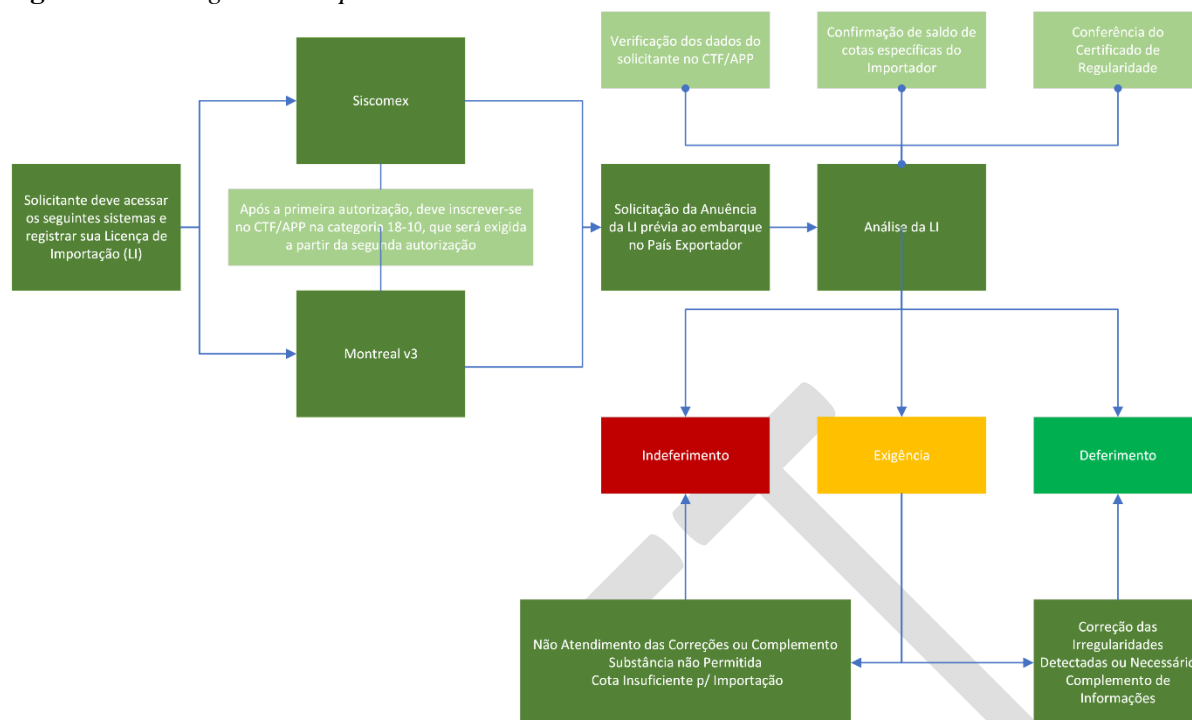 Verificação dos dados do
solicitante no CTF/APP
Confirmação de saldo de
cotas específicas do
Importador
Conferência do
Certificado de
Regularidade
Siscomex
Solicitante deve acessar
os seguintes sistemas e
registrar sua Licença de
Importação (LI)
Após a primeira autorização, deve inscrever-se
no CTF/APP na categoria 18-10, que será exigida
a partir da segunda autorização
Solicitação da Anuência
da LI prévia ao embarque
no País Exportador
Análise da LI
Montreal v3
Indeferimento
Exigência
Deferimento
Não Atendimento das Correções ou Complemento
Substância não Permitida
Cota Insuficiente p/ Importação
Correção das
Irregularidades
Detectadas ou Necessário
Complemento de
Informações